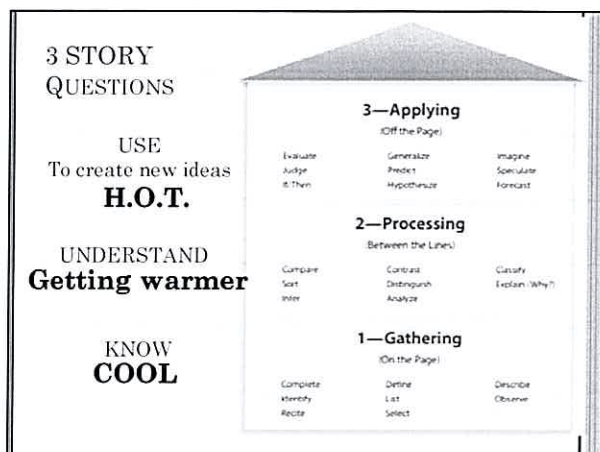 3 STORY
QUESTIONS
USE
To create new ideas
H.O.T.
UNDERSTAND
Getting warmer
KNOW
COOL
3—Applying
(Off the Page)
Evaluate Generalize Imagine
Judge Predict Speculate
If/Then Hypothesize Forecast
2—Processing
(Between the Lines)
Compare Contrast Classify
Sort Distinguish Explain (Why?)
Infer Analyze
1—Gathering
(On the Page)
Complete Define Describe
Identify List Observe
Recite Select